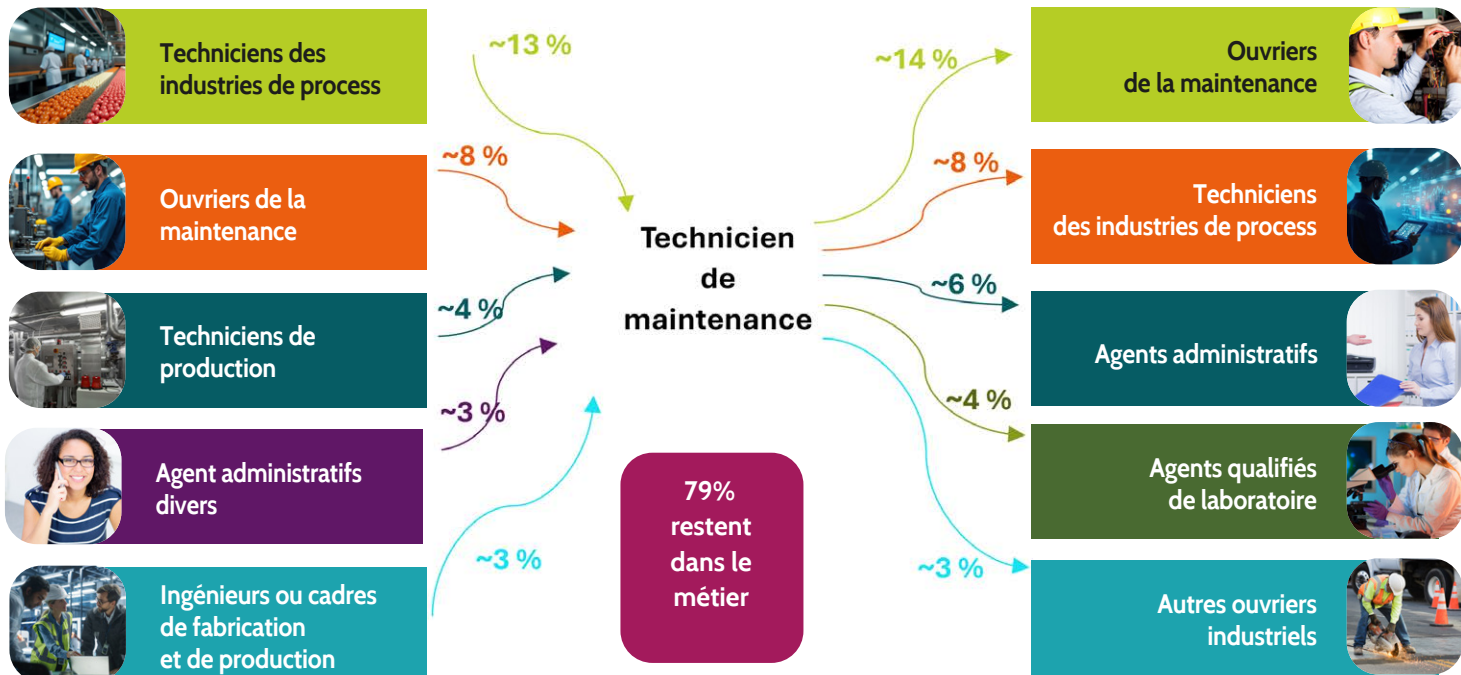 Techniciens des
industries de process
~13 %
~14 %
Ouvriers
de la maintenance
Ouvriers de la
maintenance
~8 %
~8 %
Techniciens
des industries de process
Technicien
de
maintenance
Techniciens de
production
~4 %
~6 %
Agents administratifs
Agent administratifs
divers
~3 %
~4 %
Agents qualifiés
de laboratoire
79%
restent
dans le
métier
Ingénieurs ou cadres
de fabrication
et de production
~3 %
~3 %
Autres ouvriers
industriels